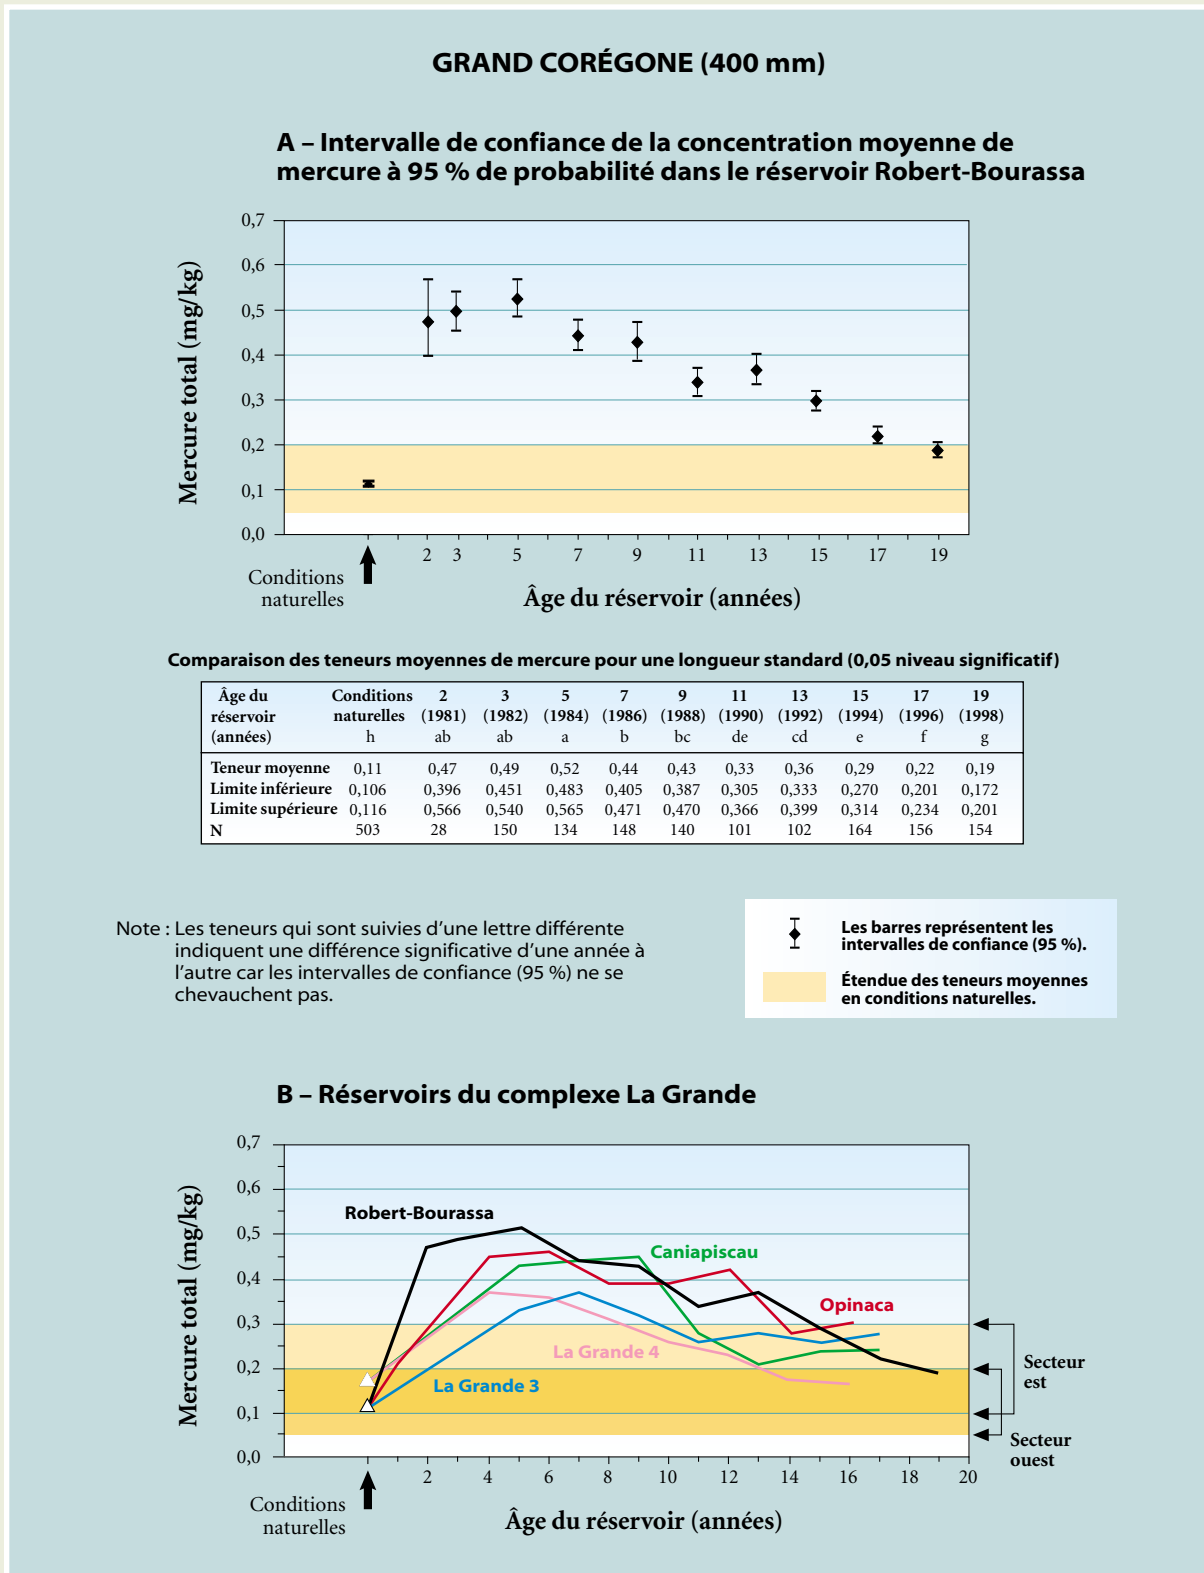 GRAND CORÉGONE (400 mm)
A – Intervalle de confiance de la concentration moyenne de
mercure à 95 % de probabilité dans le réservoir Robert-Bourassa
Mercure total (mg/kg)
0,7
0,6
0,5
0,4
0,3
0,2
0,1
0,0
2 3 5 7 9 11 13 15 17 19
Conditions
naturelles
Âge du réservoir (années)
Comparaison des teneurs moyennes de mercure pour une longueur standard (0,05 niveau significatif)
Âge du Conditions 2 3 5 7 9 11 13 15 17 19
réservoir naturelles (1981) (1982) (1984) (1986) (1988) (1990) (1992) (1994) (1996) (1998)
(années) h ab ab a b bc de cd e f g
Teneur moyenne 0,11 0,47 0,49 0,52 0,44 0,43 0,33 0,36 0,29 0,22 0,19
Limite inférieure 0,106 0,396 0,451 0,483 0,405 0,387 0,305 0,333 0,270 0,201 0,172
Limite supérieure 0,116 0,566 0,540 0,565 0,471 0,470 0,366 0,399 0,314 0,234 0,201
N 503 28 150 134 148 140 101 102 164 156 154
Note : Les teneurs qui sont suivies d'une lettre différente
indiquent une différence significative d'une année à
l'autre car les intervalles de confiance (95 %) ne se
chevauchent pas.
Les barres représentent les
intervalles de confiance (95 %).
Étendue des teneurs moyennes
en conditions naturelles.
B – Réservoirs du complexe La Grande
Mercure total (mg/kg)
0,7
0,6
0,5
0,4
0,3
0,2
0,1
0,0
Robert-Bourassa
Caniapiscau
Opinaca
La Grande 4
La Grande 3
Secteur
est
Secteur
ouest
2 4 6 8 10 12 14 16 18 20
Conditions
naturelles
Âge du réservoir (années)